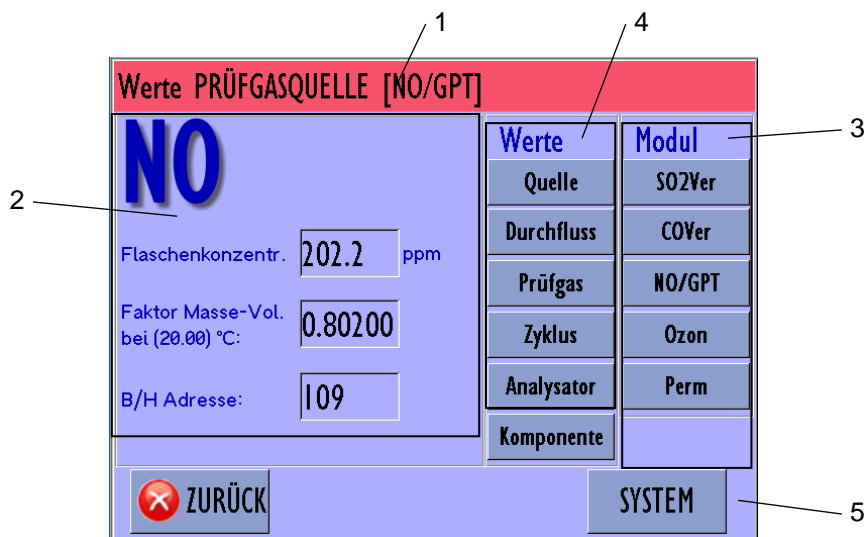 1
4
3
2
5
Werte PRÜFGASQUELLE [NO/GPT]
NO
Flaschenkonzentr. 202.2 ppm
Faktor Masse-Vol.
bei (20.00) °C: 0.80200
B/H Adresse: 109
Werte
Quelle
Durchfluss
Prüfgas
Zyklus
Analysator
Komponente
Modul
SO2Ver
COVer
NO/GPT
Ozon
Perm
ZURÜCK
SYSTEM